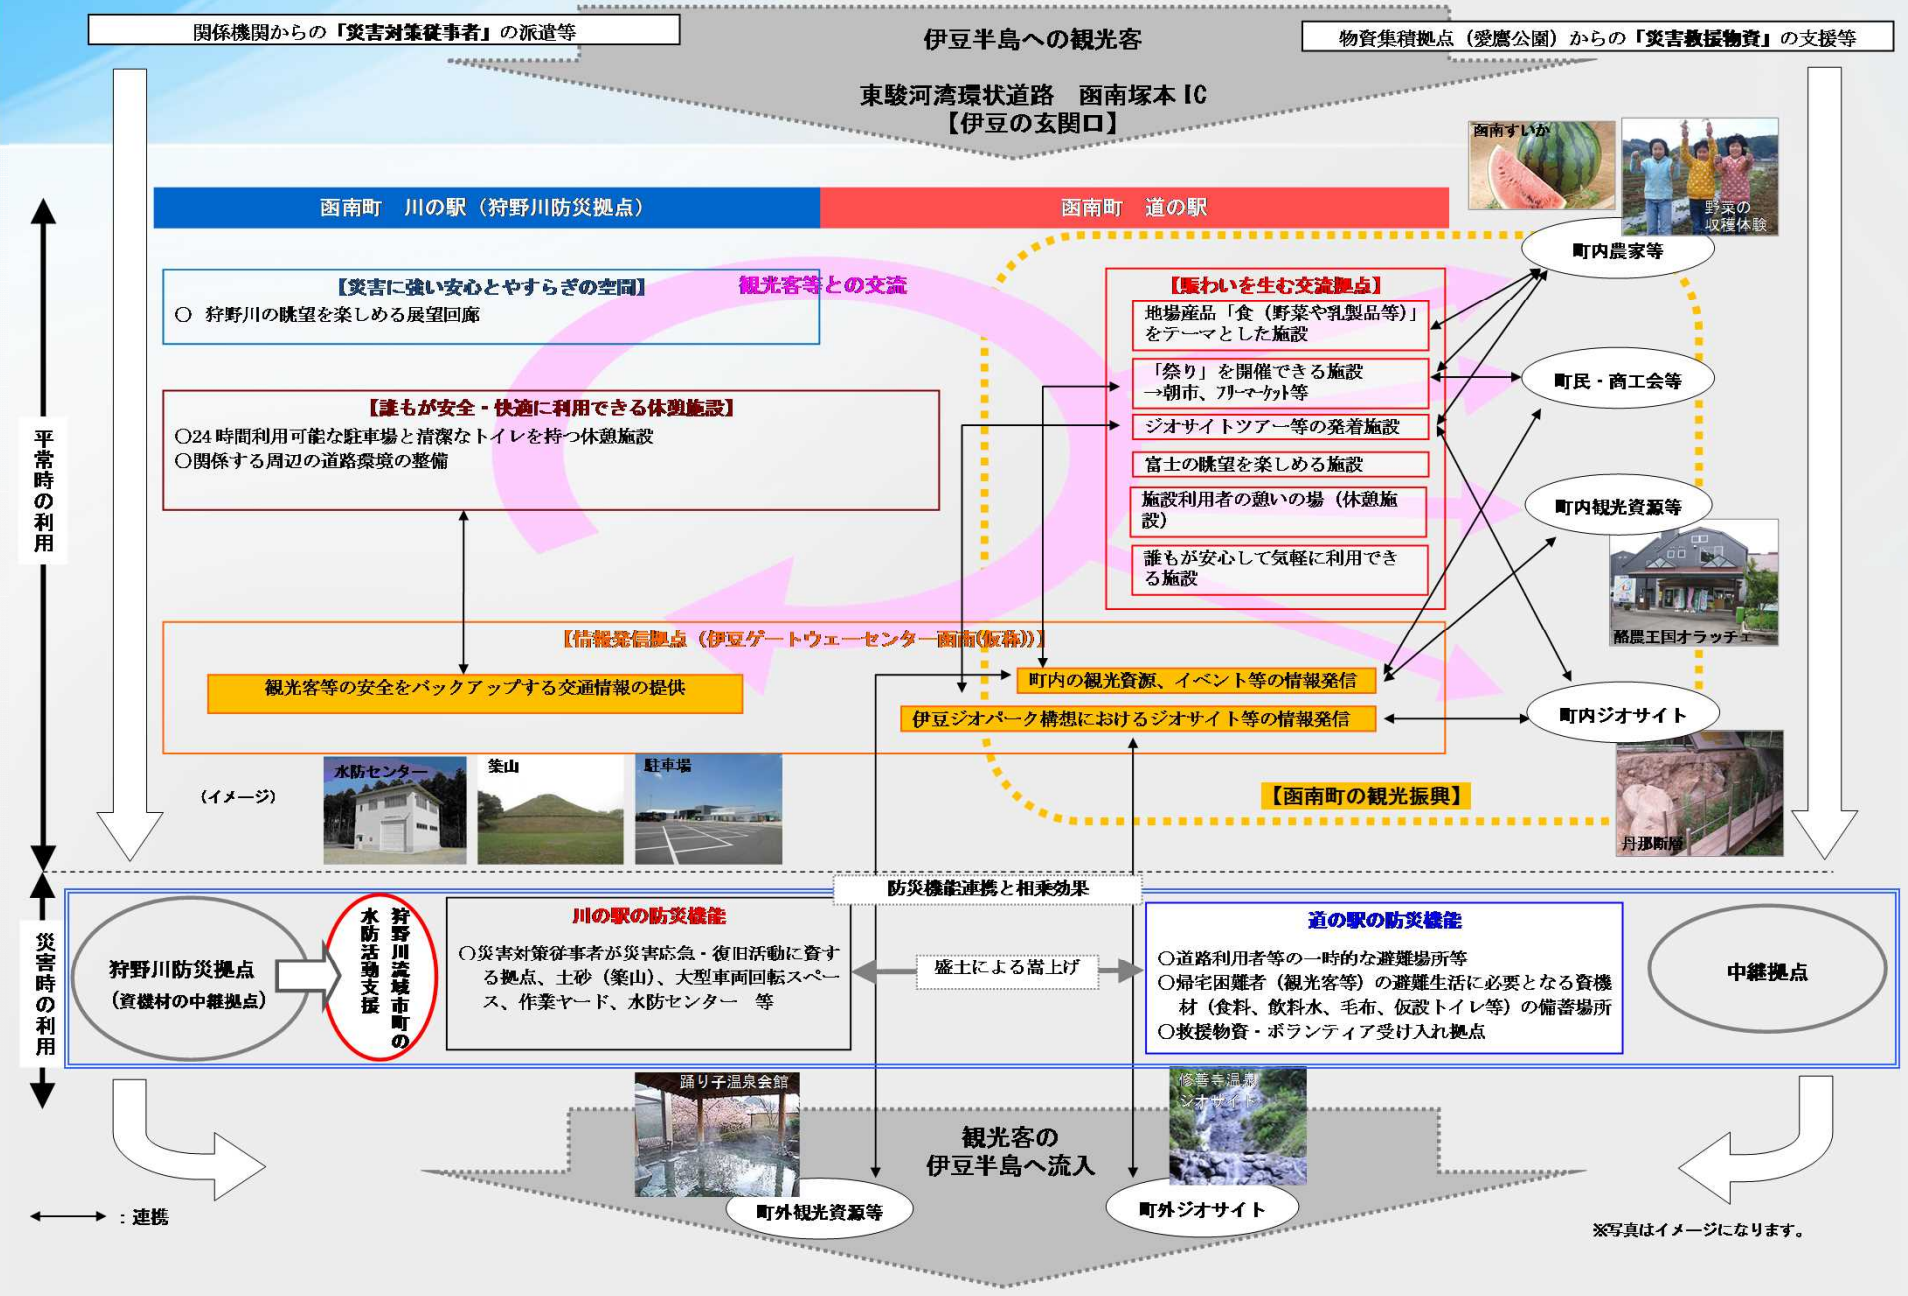 関係機関からの「災害対策従事者」の派遣等
伊豆半島への観光客
物資集積拠点（愛鷹公園）からの「災害救援物資」の支援等
東駿河湾環状道路　函南塚本IC
【伊豆の玄関口】
函南すいか
野菜の
収穫体験
函南町　川の駅（狩野川防災拠点）
函南町　道の駅
町内農家等
【災害に強い安心とやすらぎの空間】
○　狩野川の眺望を楽しめる展望回廊
観光客等との交流
【賑わいを生む交流拠点】
地場産品「食（野菜や乳製品等）」
をテーマとした施設
「祭り」を開催できる施設
→朝市、フリーマーケット等
ジオサイトツアー等の発着施設
富士の眺望を楽しめる施設
施設利用者の憩いの場（休憩施
設）
誰もが安心して気軽に利用でき
る施設
町民・商工会等
町内観光資源等
酪農王国オラッチェ
町内ジオサイト
丹那断層
平常時の利用
【誰もが安全・快適に利用できる休憩施設】
○24時間利用可能な駐車場と清潔なトイレを持つ休憩施設
○関係する周辺の道路環境の整備
【情報発信拠点（伊豆ゲートウェーセンター函南(仮称)）】
観光客等の安全をバックアップする交通情報の提供
町内の観光資源、イベント等の情報発信
伊豆ジオパーク構想におけるジオサイト等の情報発信
（イメージ）
水防センター
築山
駐車場
【函南町の観光振興】
防災機能連携と相乗効果
災害時の利用
狩野川防災拠点
（資機材の中継拠点）
狩野川流域市町の
水防活動支援
川の駅の防災機能
○災害対策従事者が災害応急・復旧活動に資す
る拠点、土砂（築山）、大型車両回転スペー
ス、作業ヤード、水防センター　等
盛土による嵩上げ
道の駅の防災機能
○道路利用者等の一時的な避難場所等
○帰宅困難者（観光客等）の避難生活に必要となる資機
材（食料、飲料水、毛布、仮設トイレ等）の備蓄場所
○救援物資・ボランティア受け入れ拠点
中継拠点
踊り子温泉会館
修善寺温泉
ジオサイト
観光客の
伊豆半島へ流入
町外観光資源等
町外ジオサイト
：連携
※写真はイメージになります。